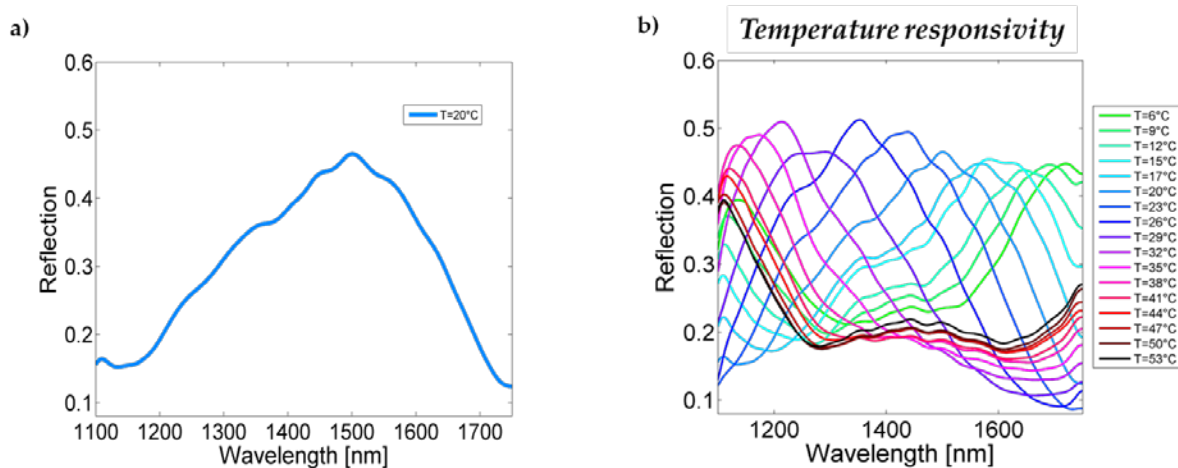 a)
0.6
0.5
0.4
0.3
0.2
0.1
Reflection
T=20°C
1100 1200 1300 1400 1500 1600 1700
Wavelength [nm]
b)
Temperature responsivity
0.6
0.5
0.4
0.3
0.2
0.1
Reflection
1200 1400 1600
Wavelength [nm]
T=6°C
T=9°C
T=12°C
T=15°C
T=17°C
T=20°C
T=23°C
T=26°C
T=29°C
T=32°C
T=35°C
T=38°C
T=41°C
T=44°C
T=47°C
T=50°C
T=53°C